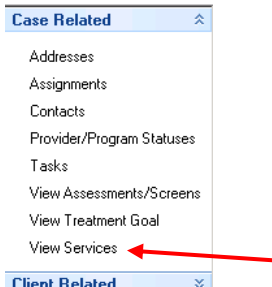 Case Related
Addresses
Assignments
Contacts
Provider/Program Statuses
Tasks
View Assessments/Screens
View Treatment Goal
View Services
Client Related